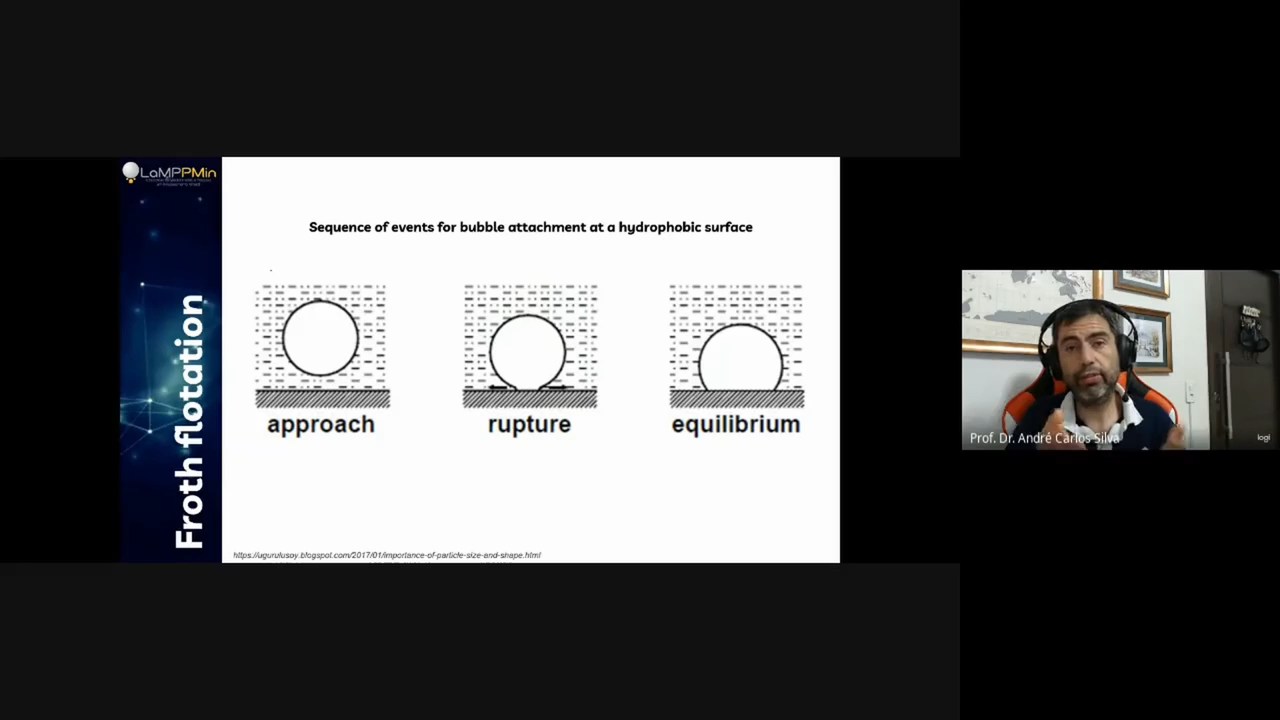 LaMPPMin
Froth flotation
Sequence of events for bubble attachment at a hydrophobic surface
approach
rupture
equilibrium
https://ugurulusoy.blogspot.com/2017/01/importance-of-particle-size-and-shape.html
Prof. Dr. André Carlos Silva
logi